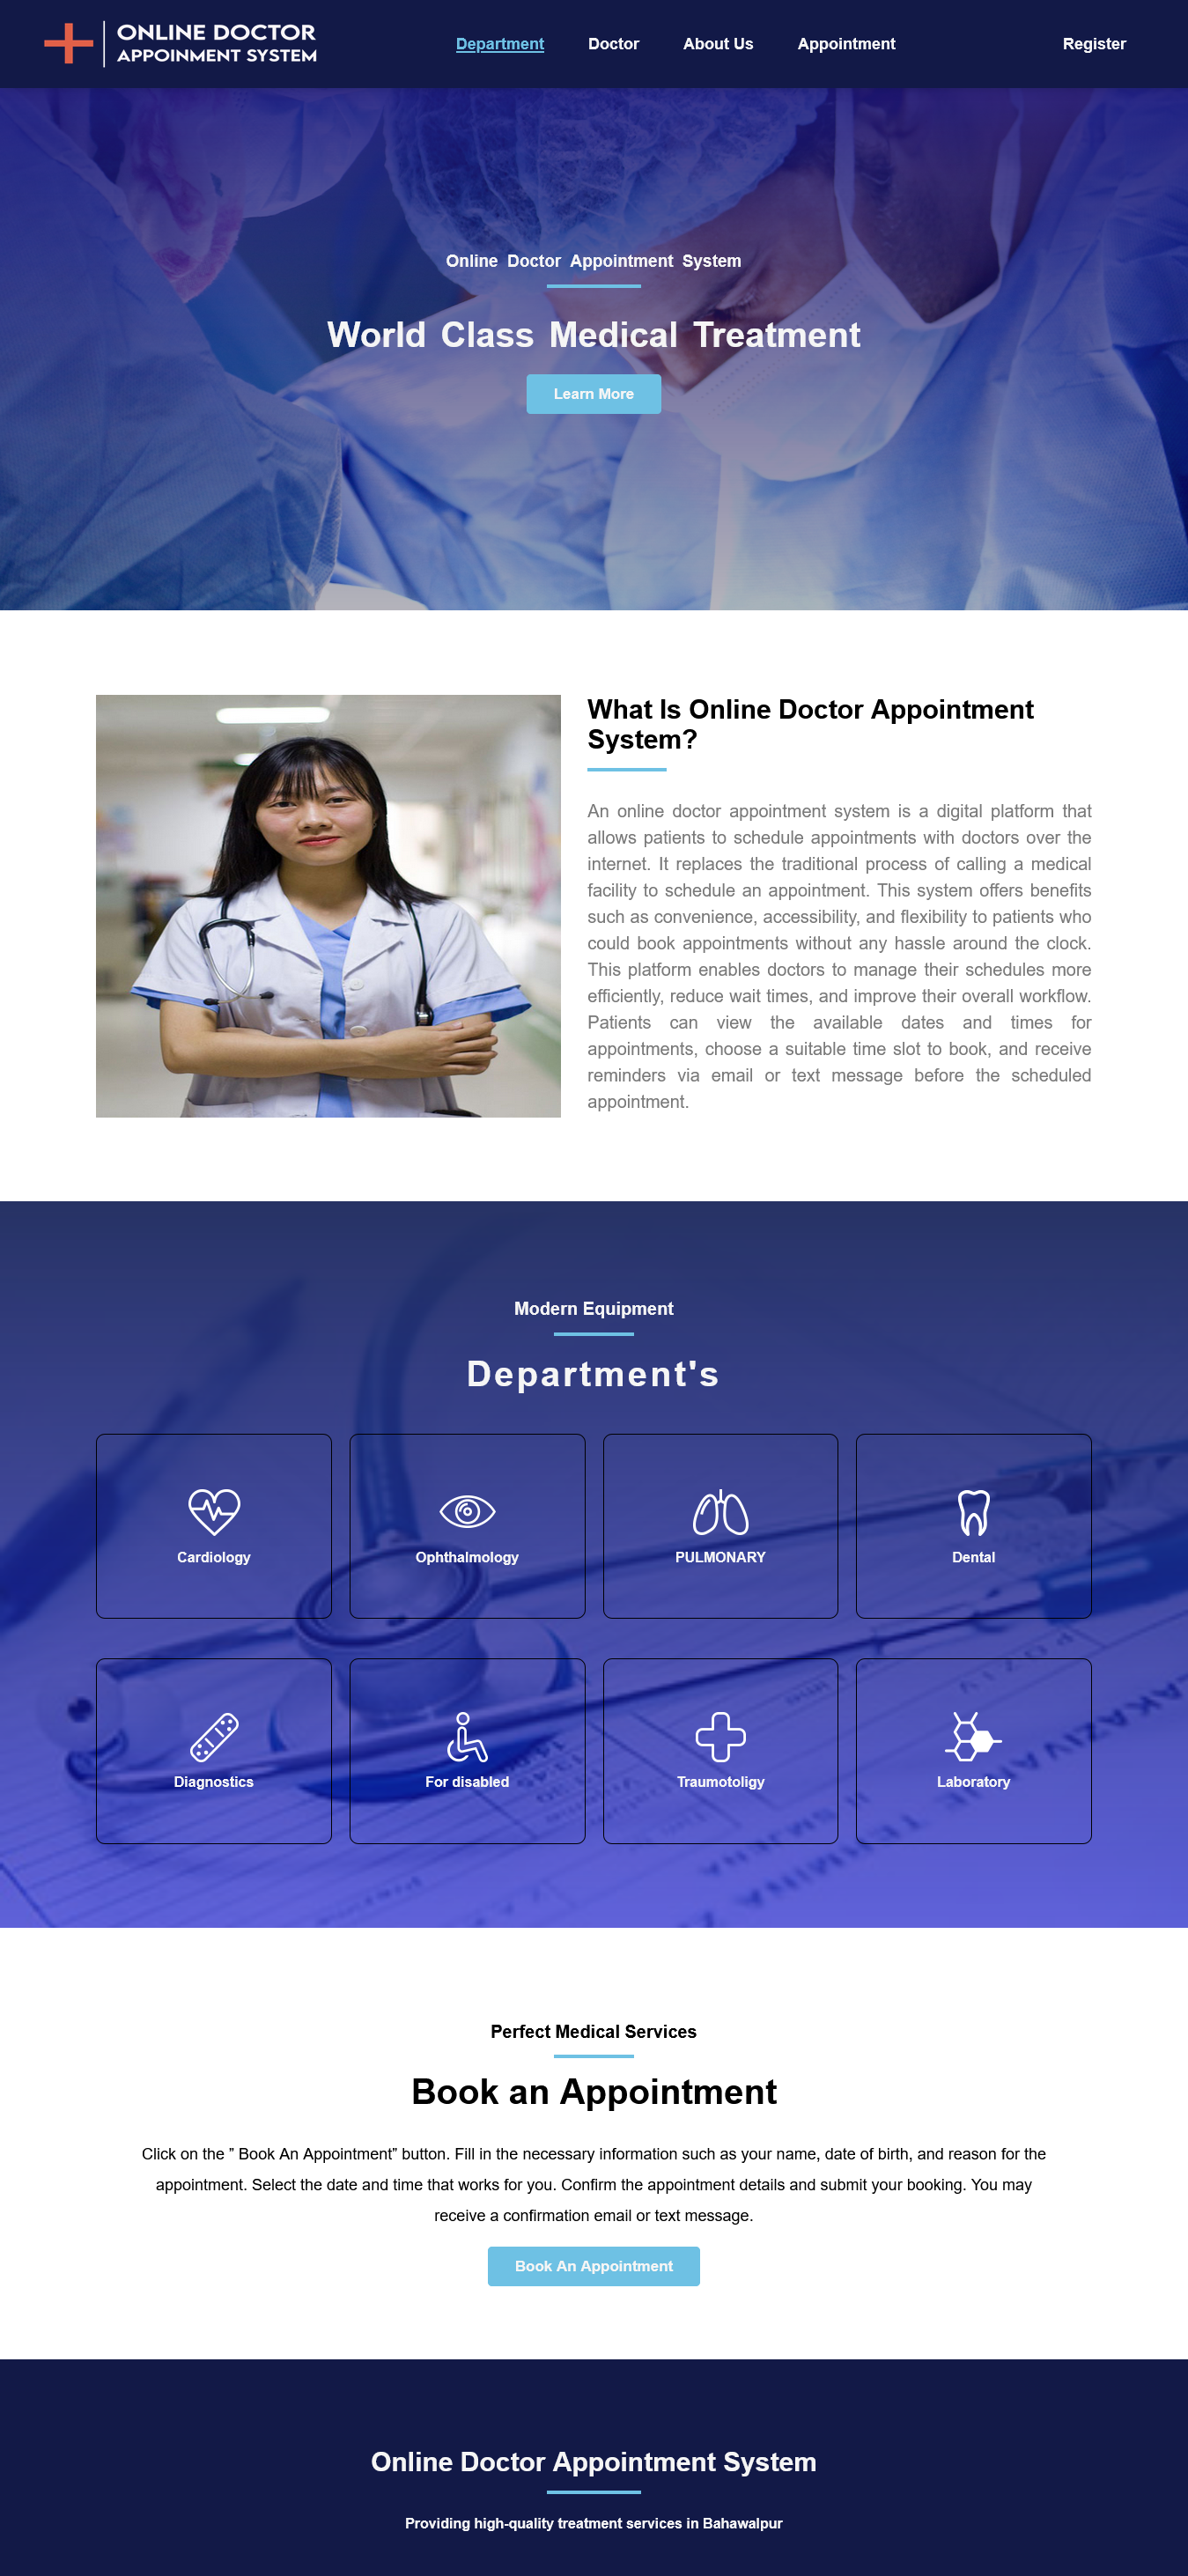 ONLINE DOCTOR
APPOINMENT SYSTEM
Department Doctor About Us Appointment Register
Online Doctor Appointment System
World Class Medical Treatment
Learn More
What Is Online Doctor Appointment
System?
An online doctor appointment system is a digital platform that
allows patients to schedule appointments with doctors over the
internet. It replaces the traditional process of calling a medical
facility to schedule an appointment. This system offers benefits
such as convenience, accessibility, and flexibility to patients who
could book appointments without any hassle around the clock.
This platform enables doctors to manage their schedules more
efficiently, reduce wait times, and improve their overall workflow.
Patients can view the available dates and times for
appointments, choose a suitable time slot to book, and receive
reminders via email or text message before the scheduled
appointment.
Modern Equipment
Department's
Cardiology Ophthalmology PULMONARY Dental
Diagnostics For disabled Traumotoligy Laboratory
Perfect Medical Services
Book an Appointment
Click on the ” Book An Appointment” button. Fill in the necessary information such as your name, date of birth, and reason for the
appointment. Select the date and time that works for you. Confirm the appointment details and submit your booking. You may
receive a confirmation email or text message.
Book An Appointment
Online Doctor Appointment System
Providing high-quality treatment services in Bahawalpur